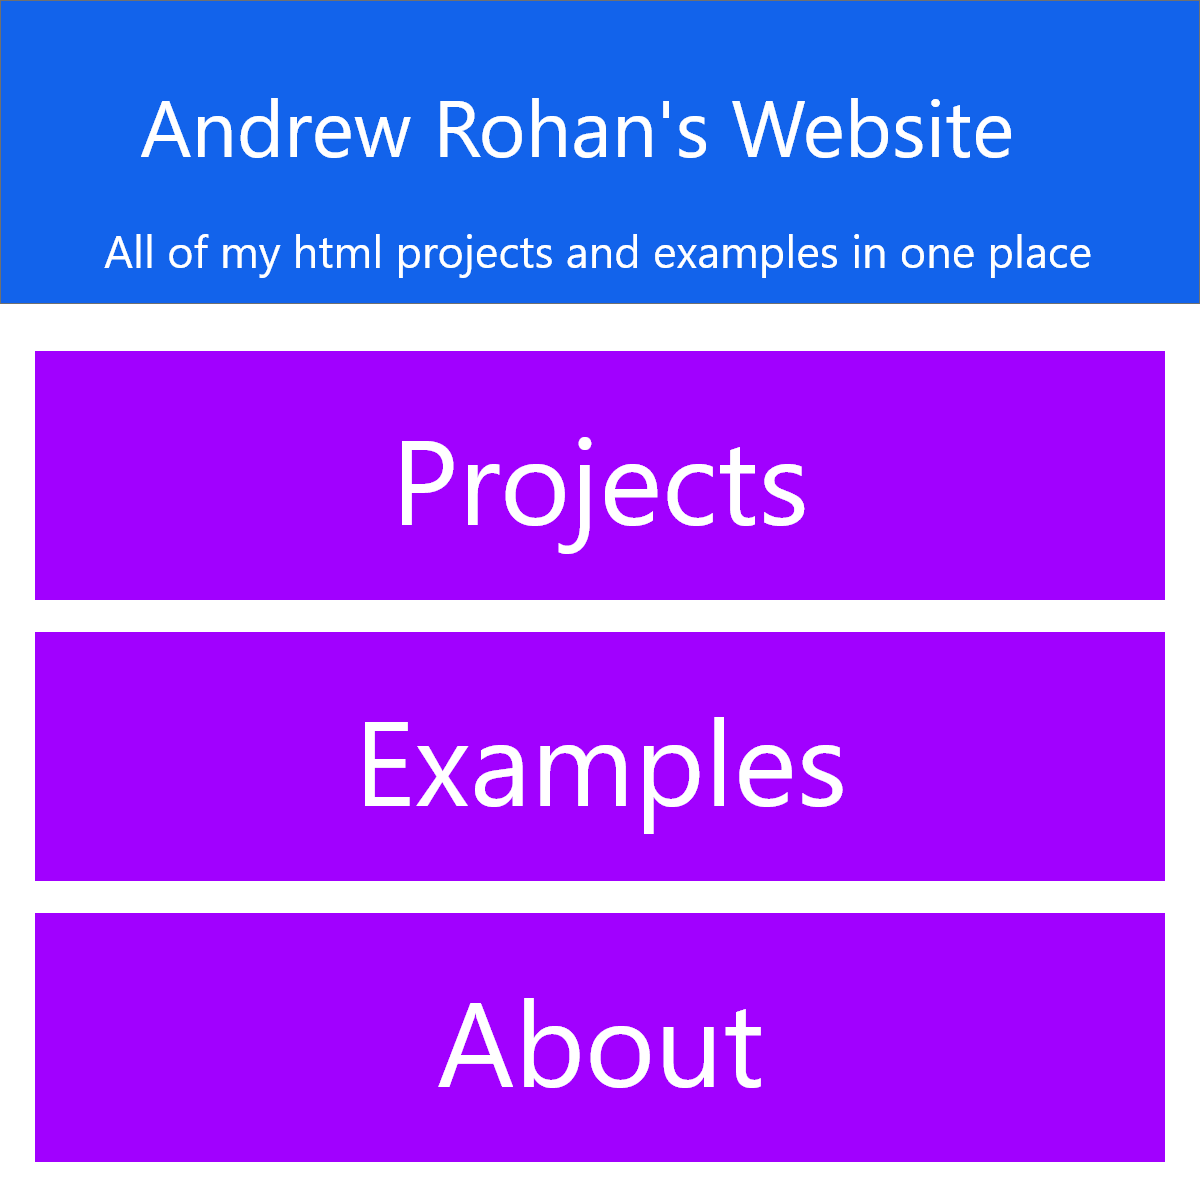 Andrew Rohan's Website
All of my html projects and examples in one place
Projects
Examples
About